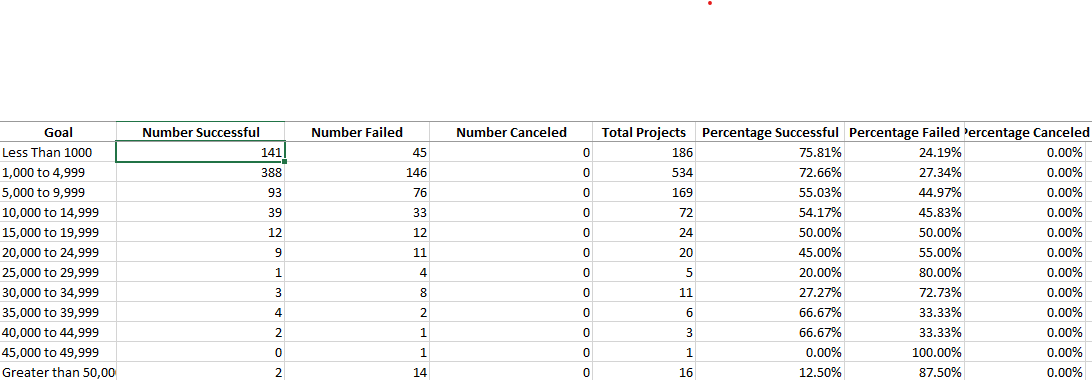 Goal Number Successful Number Failed Number Canceled Total Projects Percentage Successful Percentage Failed Percentage Canceled
Less Than 1000 141 45 0 186 75.81% 24.19% 0.00%
1,000 to 4,999 388 146 0 534 72.66% 27.34% 0.00%
5,000 to 9,999 93 76 0 169 55.03% 44.97% 0.00%
10,000 to 14,999 39 33 0 72 54.17% 45.83% 0.00%
15,000 to 19,999 12 12 0 24 50.00% 50.00% 0.00%
20,000 to 24,999 9 11 0 20 45.00% 55.00% 0.00%
25,000 to 29,999 1 4 0 5 20.00% 80.00% 0.00%
30,000 to 34,999 3 8 0 11 27.27% 72.73% 0.00%
35,000 to 39,999 4 2 0 6 66.67% 33.33% 0.00%
40,000 to 44,999 2 1 0 3 66.67% 33.33% 0.00%
45,000 to 49,999 0 1 0 1 0.00% 100.00% 0.00%
Greater than 50,00 2 14 0 16 12.50% 87.50% 0.00%